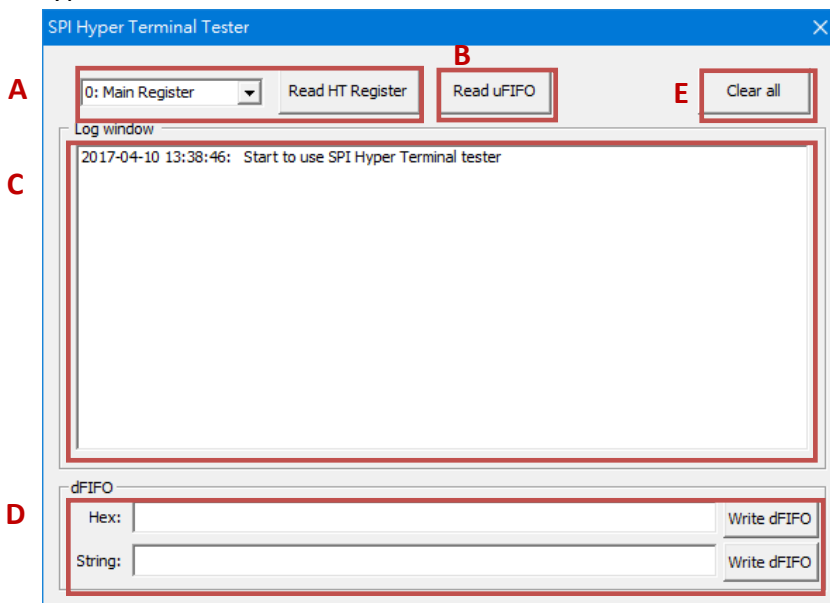 SPI Hyper Terminal Tester
B
A 0: Main Register Read HT Register Read uFIFO E Clear all
Log window
2017-04-10 13:38:46: Start to use SPI Hyper Terminal tester
C
dFIFO
D Hex: Write dFIFO
String: Write dFIFO